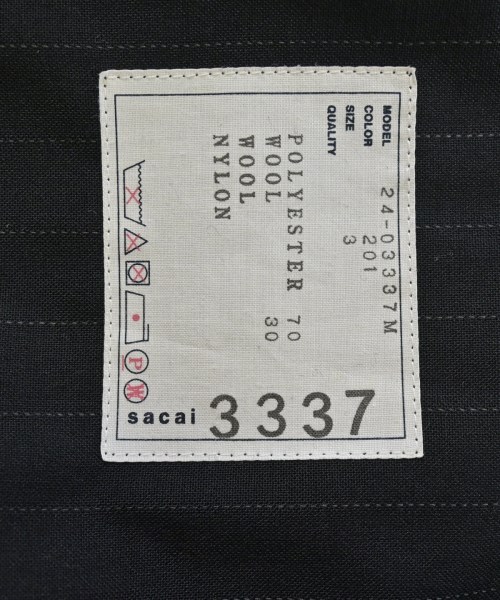 MODEL 24-03337M
COLOR 201
SIZE 3
QUALITY
POLYESTER 70
WOOL 30
WOOL
NYLON
P
W
sacai 3337